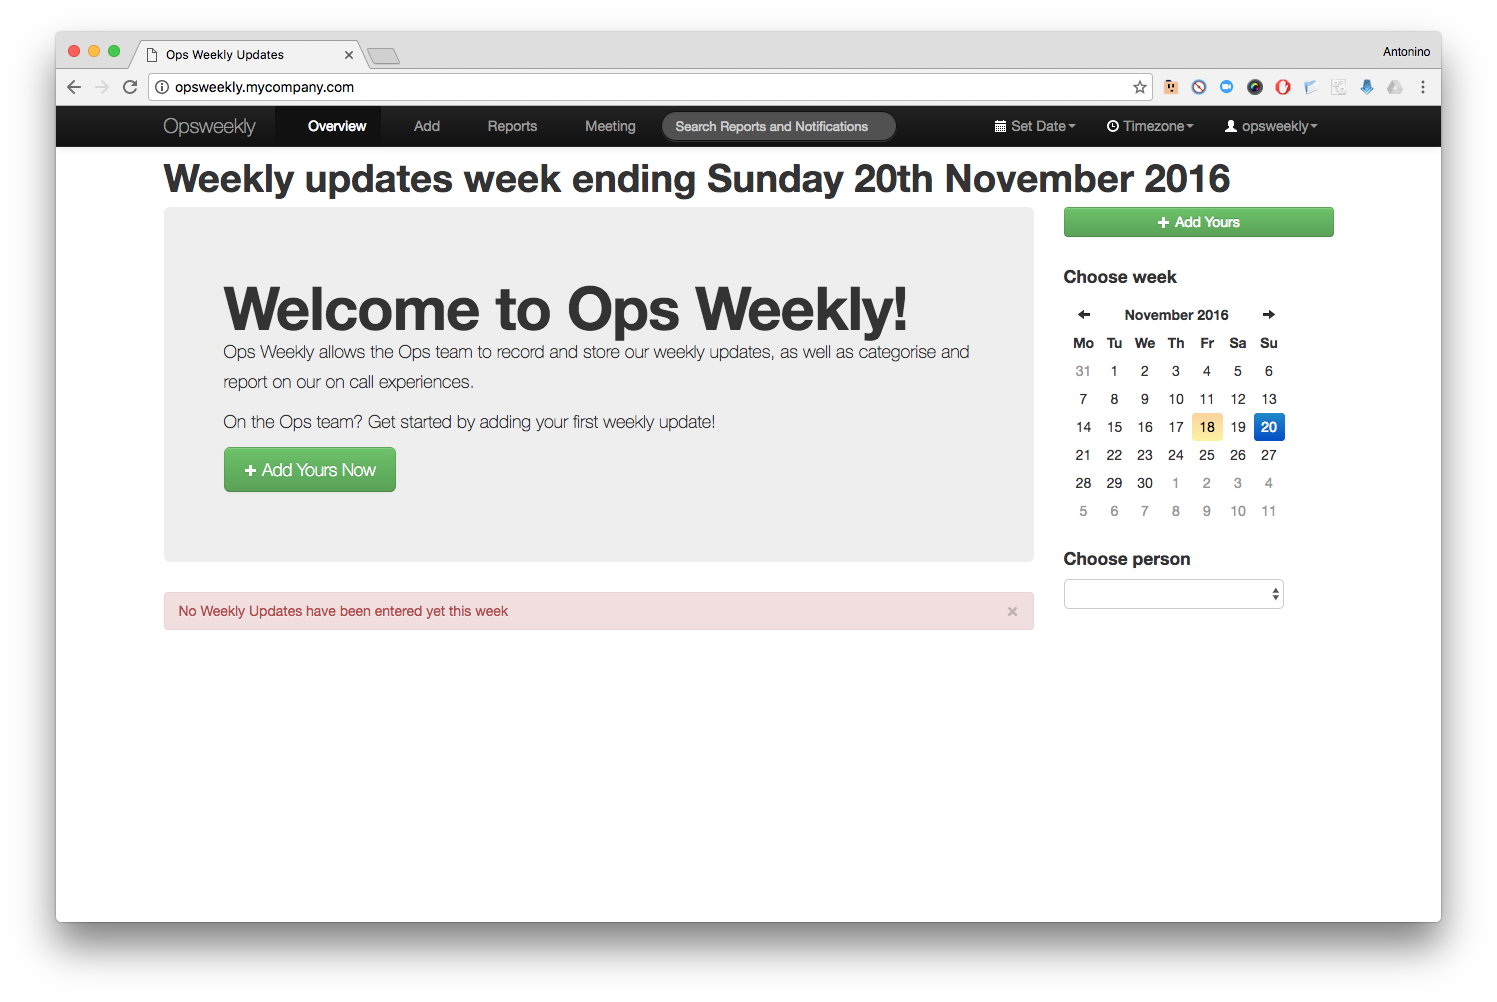 Ops Weekly Updates
Antonino
opsweekly.mycompany.com
Opsweekly Overview Add Reports Meeting Search Reports and Notifications Set Date Timezone opsweekly
Weekly updates week ending Sunday 20th November 2016
Welcome to Ops Weekly!
Ops Weekly allows the Ops team to record and store our weekly updates, as well as categorise and
report on our on call experiences.
On the Ops team? Get started by adding your first weekly update!
+ Add Yours Now
No Weekly Updates have been entered yet this week ×
+ Add Yours
Choose week
November 2016
Mo Tu We Th Fr Sa Su
31 1 2 3 4 5 6
7 8 9 10 11 12 13
14 15 16 17 18 19 20
21 22 23 24 25 26 27
28 29 30 1 2 3 4
5 6 7 8 9 10 11
Choose person